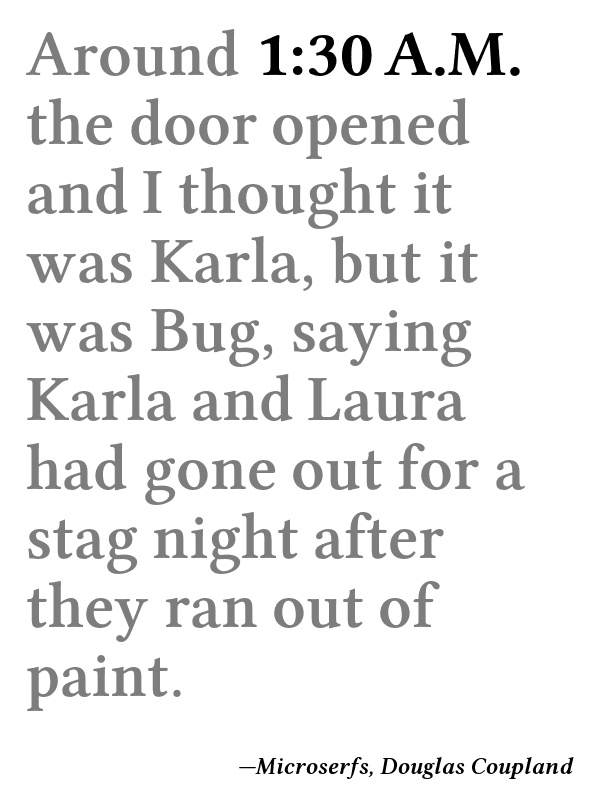 Around 1:30 A.M.
the door opened
and I thought it
was Karla, but it
was Bug, saying
Karla and Laura
had gone out for a
stag night after
they ran out of
paint.
—Microserfs, Douglas Coupland